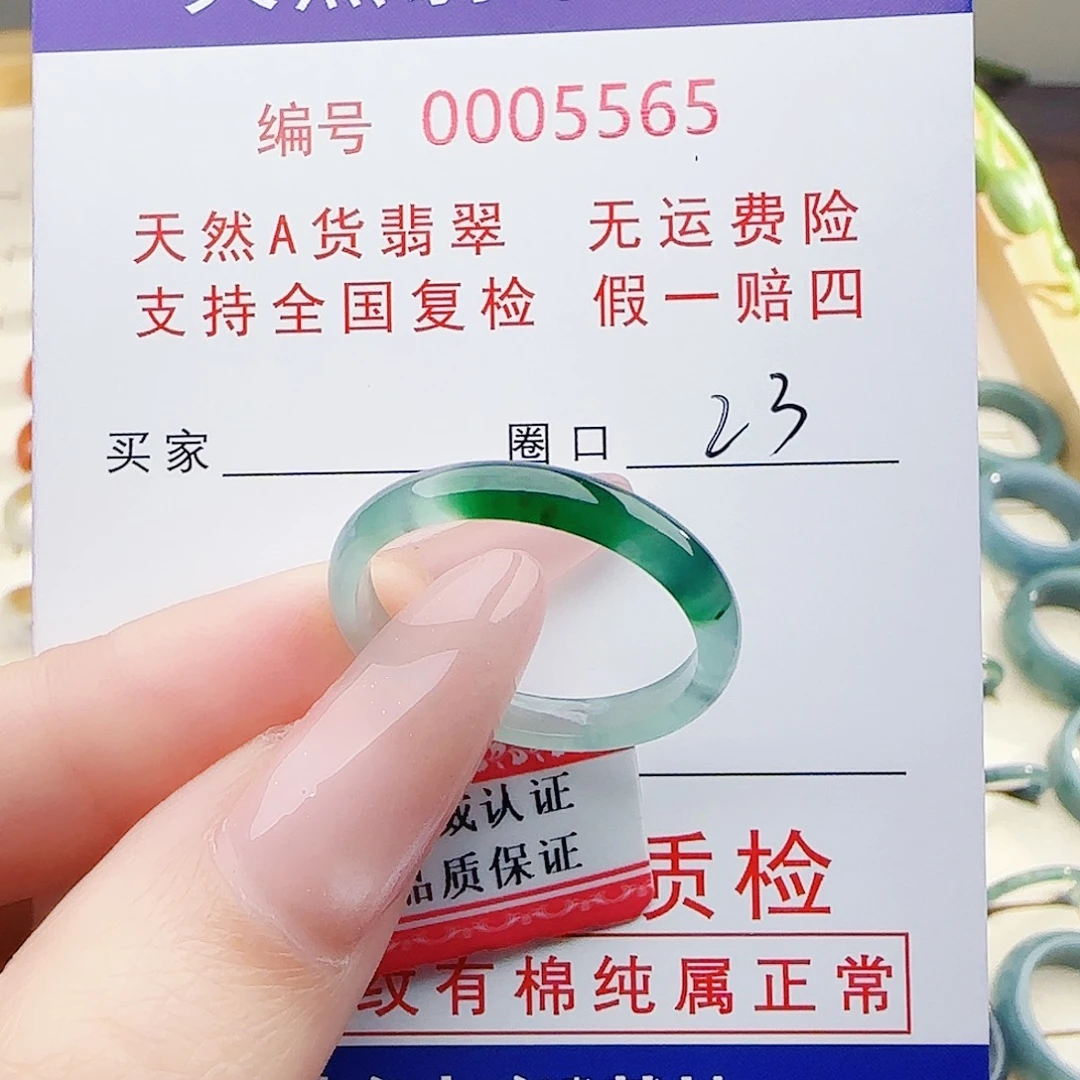 编号 0005565
天然A货翡翠 无运费险
支持全国复检 假一赔四
买家 圈口 23
威认证
品质保证
质检
纹有棉纯属正常